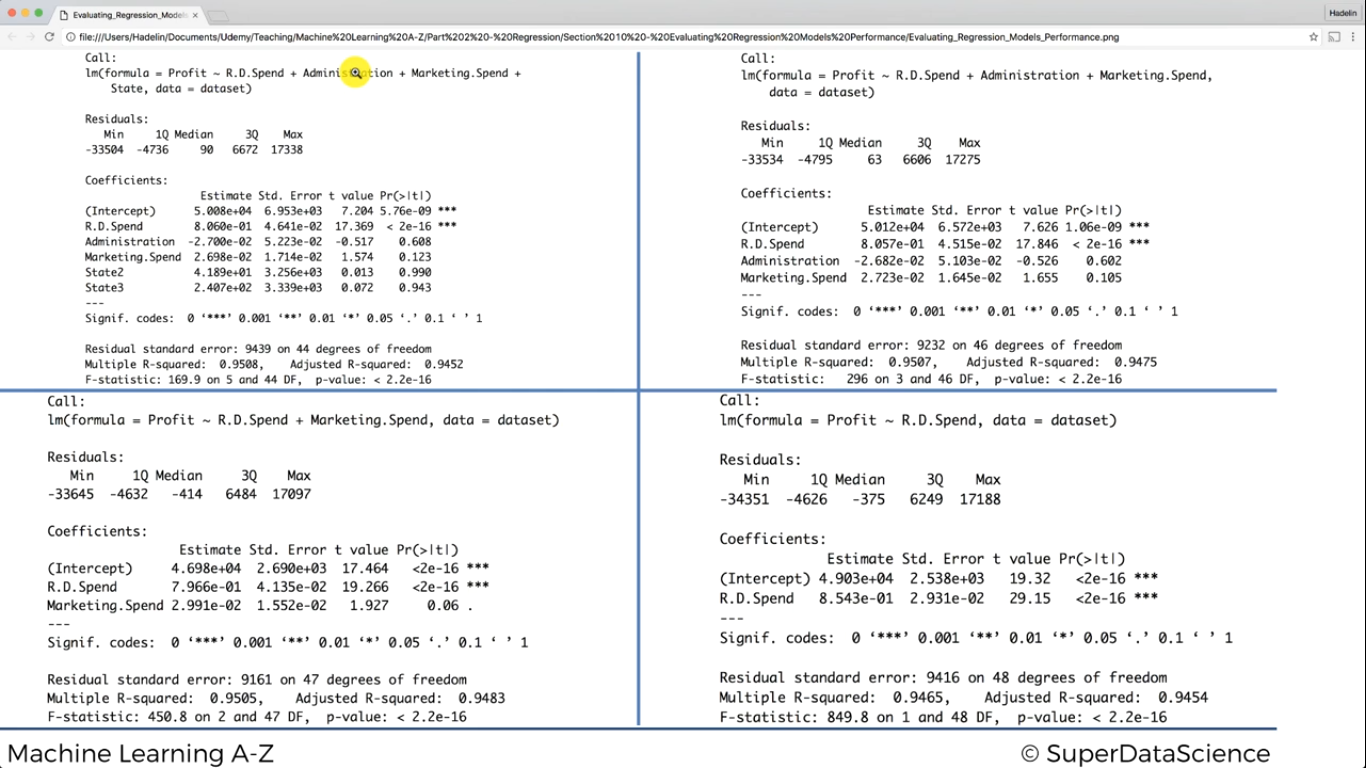 Evaluating_Regression_Models
Hadelin
file:///Users/Hadelin/Documents/Udemy/Teaching/Machine%20Learning%20A-Z/Part%202%20-%20Regression/Section%2010%20-%20Evaluating%20Regression%20Models%20Performance/Evaluating_Regression_Models_Performance.png
Call:
lm(formula = Profit ~ R.D.Spend + Administration + Marketing.Spend +
State, data = dataset)
Residuals:
Min 1Q Median 3Q Max
-33504 -4736 90 6672 17338
Coefficients:
Estimate Std. Error t value Pr(>|t|)
(Intercept) 5.008e+04 6.953e+03 7.204 5.76e-09 ***
R.D.Spend 8.060e-01 4.641e-02 17.369 < 2e-16 ***
Administration -2.700e-02 5.223e-02 -0.517 0.608
Marketing.Spend 2.698e-02 1.714e-02 1.574 0.123
State2 4.189e+01 3.256e+03 0.013 0.990
State3 2.407e+02 3.339e+03 0.072 0.943
---
Signif. codes: 0 ‘***’ 0.001 ‘**’ 0.01 ‘*’ 0.05 ‘.’ 0.1 ‘ ’ 1
Residual standard error: 9439 on 44 degrees of freedom
Multiple R-squared: 0.9508, Adjusted R-squared: 0.9452
F-statistic: 169.9 on 5 and 44 DF, p-value: < 2.2e-16
Call:
lm(formula = Profit ~ R.D.Spend + Administration + Marketing.Spend,
data = dataset)
Residuals:
Min 1Q Median 3Q Max
-33534 -4795 63 6606 17275
Coefficients:
Estimate Std. Error t value Pr(>|t|)
(Intercept) 5.012e+04 6.572e+03 7.626 1.06e-09 ***
R.D.Spend 8.057e-01 4.515e-02 17.846 < 2e-16 ***
Administration -2.682e-02 5.103e-02 -0.526 0.602
Marketing.Spend 2.723e-02 1.645e-02 1.655 0.105
---
Signif. codes: 0 ‘***’ 0.001 ‘**’ 0.01 ‘*’ 0.05 ‘.’ 0.1 ‘ ’ 1
Residual standard error: 9232 on 46 degrees of freedom
Multiple R-squared: 0.9507, Adjusted R-squared: 0.9475
F-statistic: 296 on 3 and 46 DF, p-value: < 2.2e-16
Call:
lm(formula = Profit ~ R.D.Spend + Marketing.Spend, data = dataset)
Residuals:
Min 1Q Median 3Q Max
-33645 -4632 -414 6484 17097
Coefficients:
Estimate Std. Error t value Pr(>|t|)
(Intercept) 4.698e+04 2.690e+03 17.464 <2e-16 ***
R.D.Spend 7.966e-01 4.135e-02 19.266 <2e-16 ***
Marketing.Spend 2.991e-02 1.552e-02 1.927 0.06 .
---
Signif. codes: 0 ‘***’ 0.001 ‘**’ 0.01 ‘*’ 0.05 ‘.’ 0.1 ‘ ’ 1
Residual standard error: 9161 on 47 degrees of freedom
Multiple R-squared: 0.9505, Adjusted R-squared: 0.9483
F-statistic: 450.8 on 2 and 47 DF, p-value: < 2.2e-16
Call:
lm(formula = Profit ~ R.D.Spend, data = dataset)
Residuals:
Min 1Q Median 3Q Max
-34351 -4626 -375 6249 17188
Coefficients:
Estimate Std. Error t value Pr(>|t|)
(Intercept) 4.903e+04 2.538e+03 19.32 <2e-16 ***
R.D.Spend 8.543e-01 2.931e-02 29.15 <2e-16 ***
---
Signif. codes: 0 ‘***’ 0.001 ‘**’ 0.01 ‘*’ 0.05 ‘.’ 0.1 ‘ ’ 1
Residual standard error: 9416 on 48 degrees of freedom
Multiple R-squared: 0.9465, Adjusted R-squared: 0.9454
F-statistic: 849.8 on 1 and 48 DF, p-value: < 2.2e-16
Machine Learning A-Z
© SuperDataScience